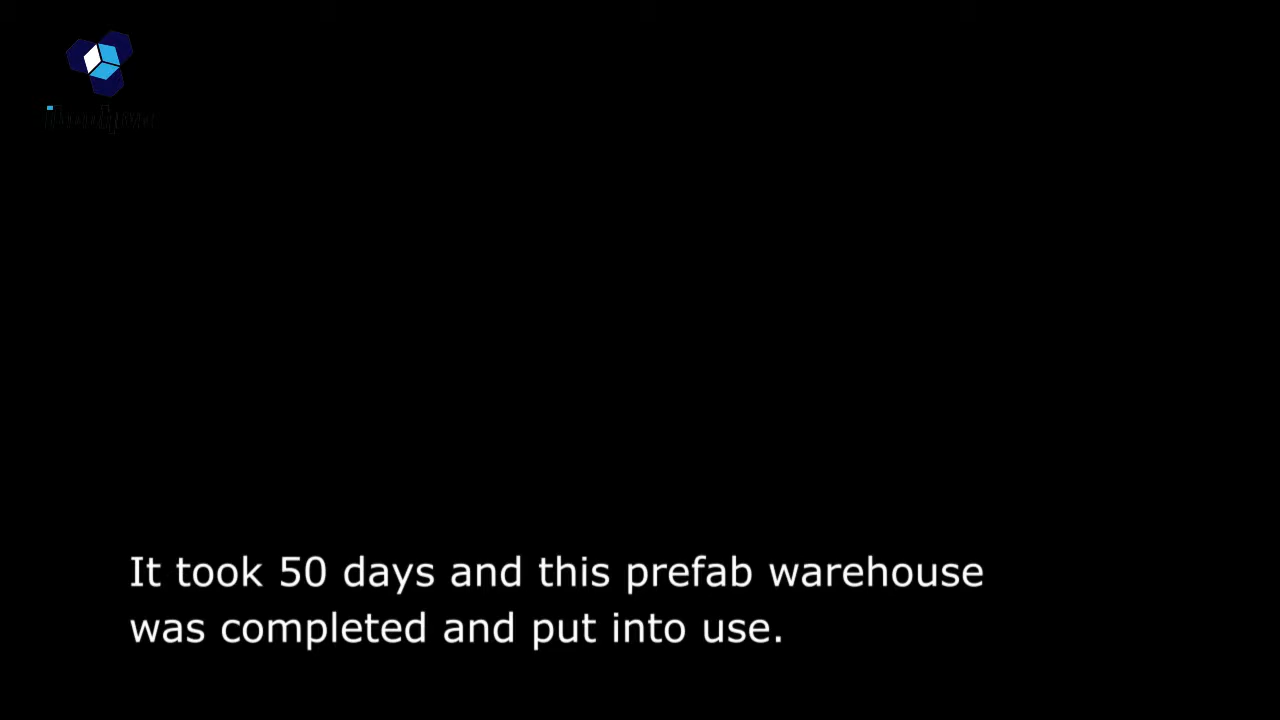 It took 50 days and this prefab warehouse
was completed and put into use.